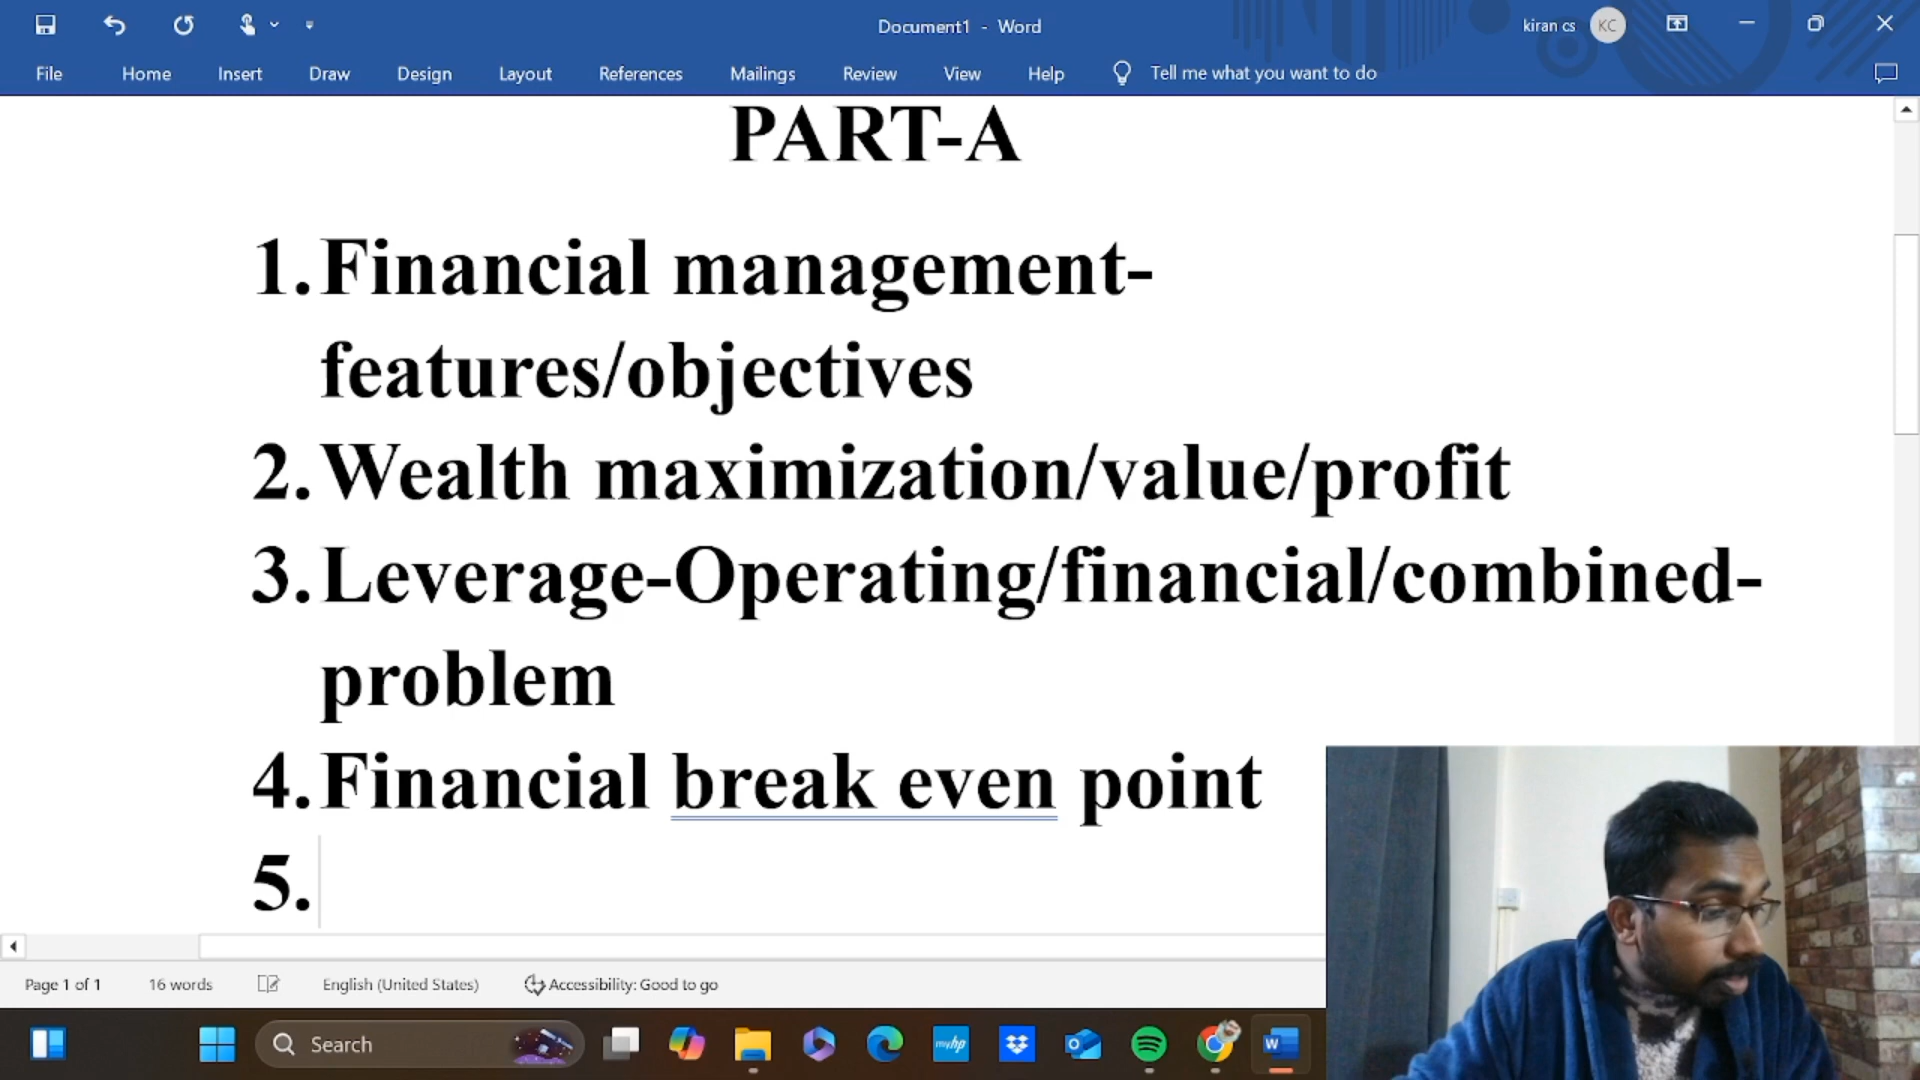 Document1 - Word
kiran cs
KC
File Home Insert Draw Design Layout References Mailings Review View Help Tell me what you want to do
PART-A
1. Financial management-
features/objectives
2. Wealth maximization/value/profit
3. Leverage-Operating/financial/combined-
problem
4. Financial break even point
5.
Page 1 of 1 16 words English (United States) Accessibility: Good to go
Search
myhp
W